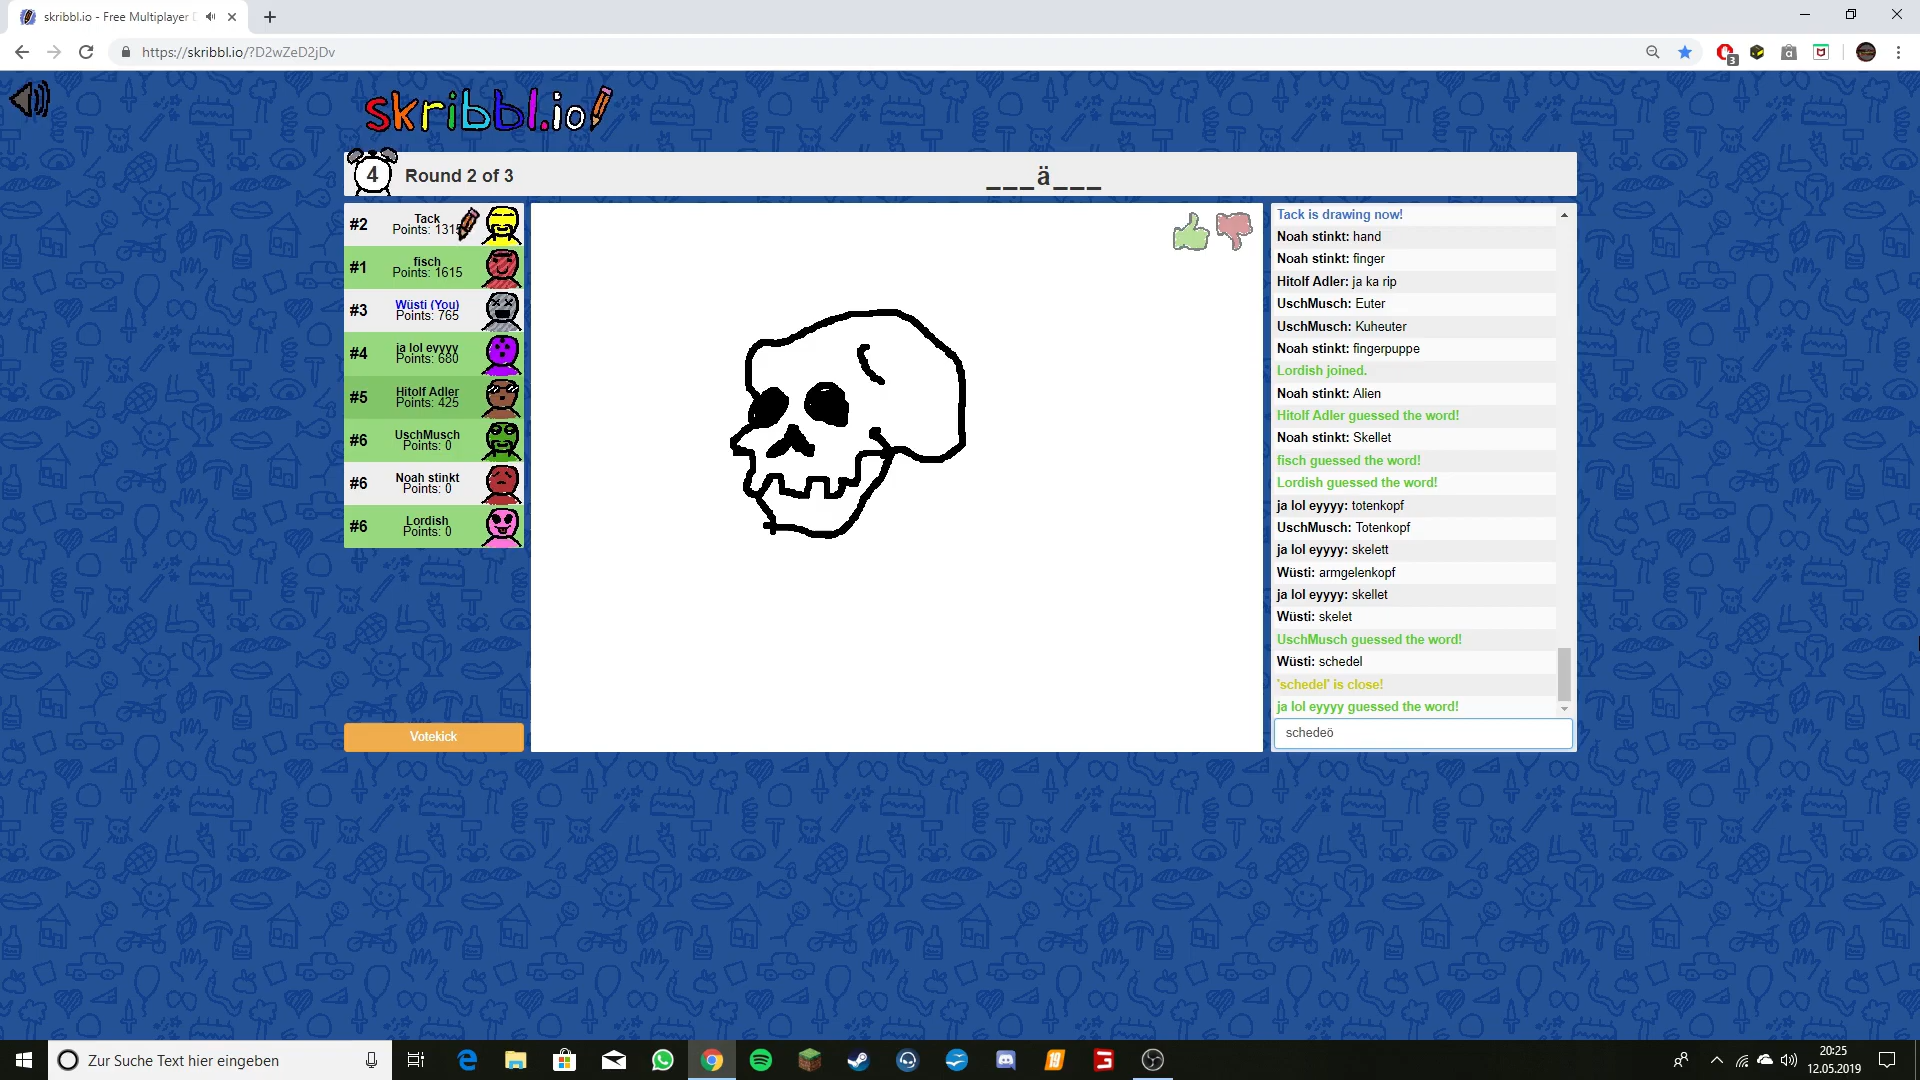 skribbl.io - Free Multiplayer D
https://skribbl.io/?D2wZeD2jDv
3
skribbl.io
4
Round 2 of 3
___ä___
#2
Tack
Points: 1315
#1
fisch
Points: 1615
#3
Wüsti (You)
Points: 765
#4
ja lol eyyyy
Points: 680
#5
Hitolf Adler
Points: 425
#6
UschMusch
Points: 0
#6
Noah stinkt
Points: 0
#6
Lordish
Points: 0
Votekick
Tack is drawing now!
Noah stinkt: hand
Noah stinkt: finger
Hitolf Adler: ja ka rip
UschMusch: Euter
UschMusch: Kuheuter
Noah stinkt: fingerpuppe
Lordish joined.
Noah stinkt: Alien
Hitolf Adler guessed the word!
Noah stinkt: Skellet
fisch guessed the word!
Lordish guessed the word!
ja lol eyyyy: totenkopf
UschMusch: Totenkopf
ja lol eyyyy: skelett
Wüsti: armgelenkopf
ja lol eyyyy: skellet
Wüsti: skelet
UschMusch guessed the word!
Wüsti: schedel
'schedel' is close!
ja lol eyyyy guessed the word!
schedeö
Zur Suche Text hier eingeben
20:25
12.05.2019